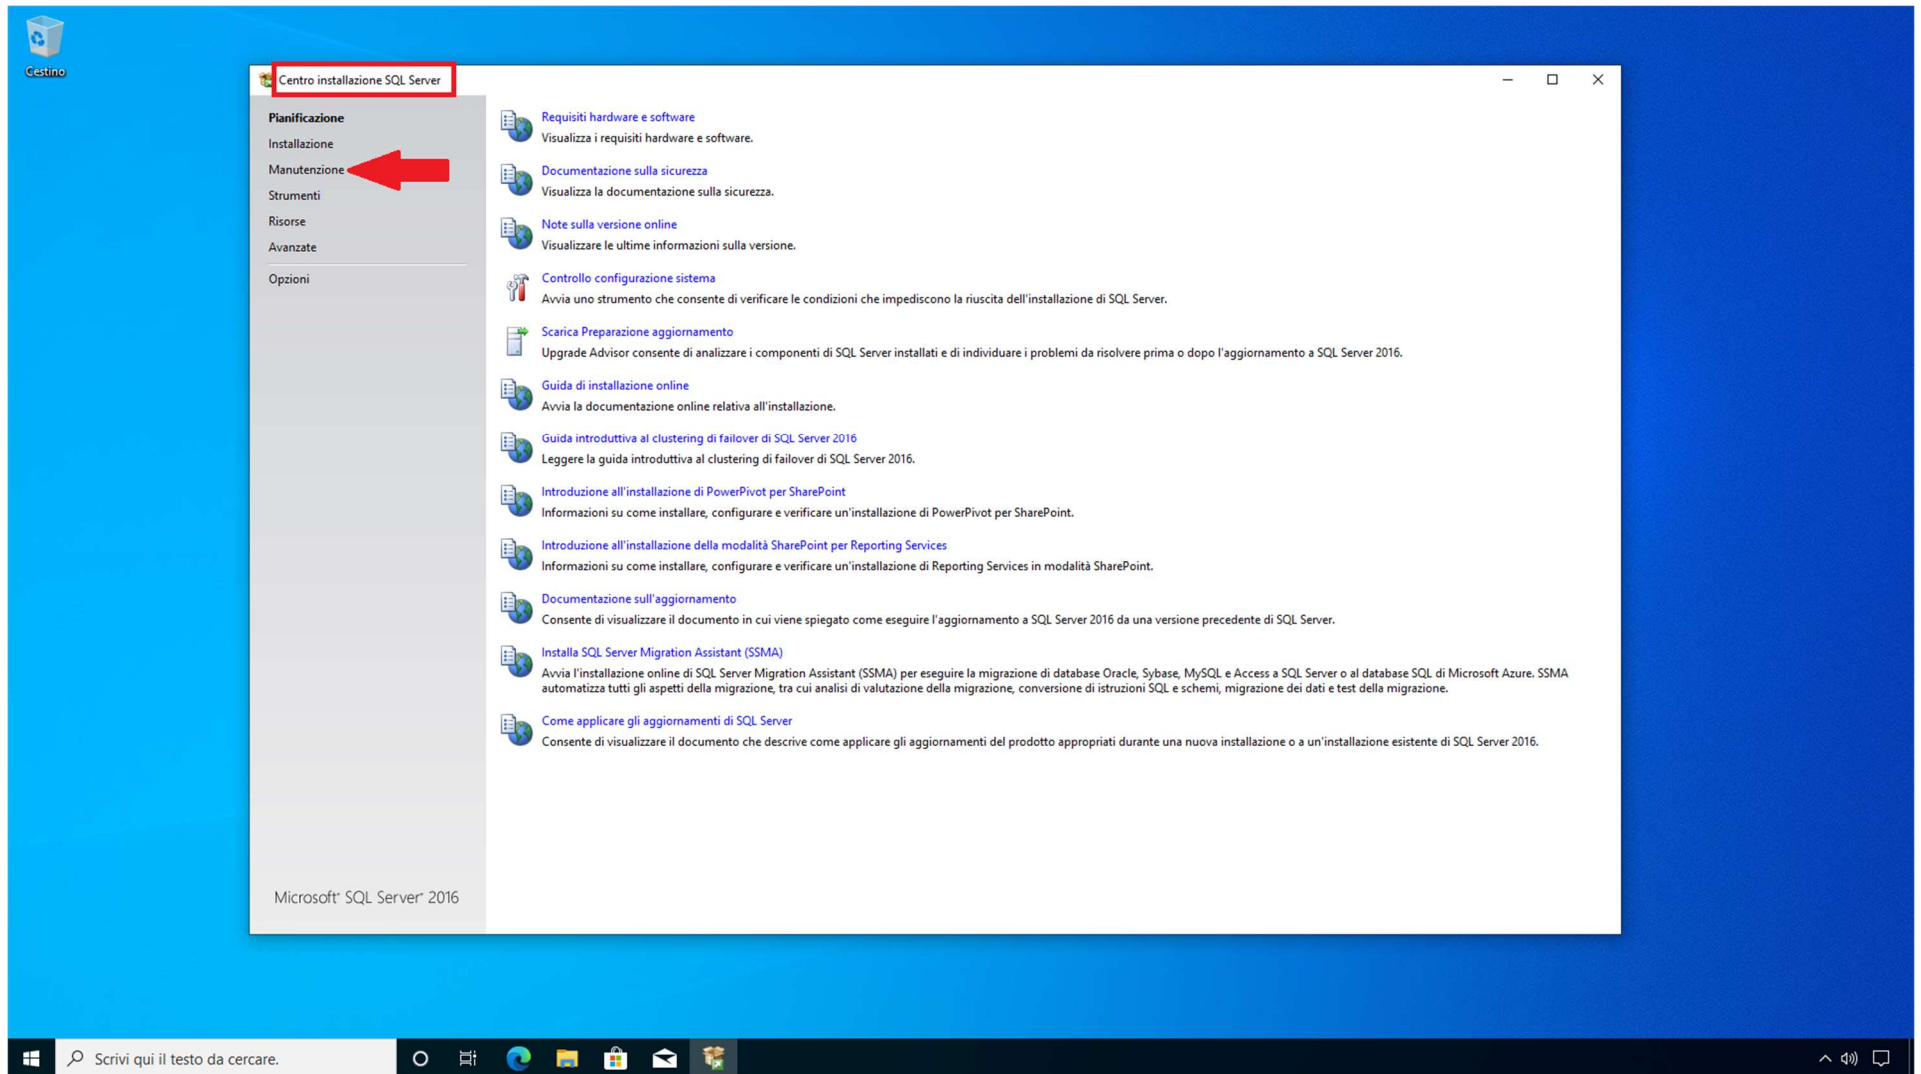 Cestino
Centro installazione SQL Server
Pianificazione
Installazione
Manutenzione
Strumenti
Risorse
Avanzate
Opzioni
Requisiti hardware e software
Visualizza i requisiti hardware e software.
Documentazione sulla sicurezza
Visualizza la documentazione sulla sicurezza.
Note sulla versione online
Visualizzare le ultime informazioni sulla versione.
Controllo configurazione sistema
Avvia uno strumento che consente di verificare le condizioni che impediscono la riuscita dell'installazione di SQL Server.
Scarica Preparazione aggiornamento
Upgrade Advisor consente di analizzare i componenti di SQL Server installati e di individuare i problemi da risolvere prima o dopo l'aggiornamento a SQL Server 2016.
Guida di installazione online
Avvia la documentazione online relativa all'installazione.
Guida introduttiva al clustering di failover di SQL Server 2016
Leggere la guida introduttiva al clustering di failover di SQL Server 2016.
Introduzione all'installazione di PowerPivot per SharePoint
Informazioni su come installare, configurare e verificare un'installazione di PowerPivot per SharePoint.
Introduzione all'installazione della modalità SharePoint per Reporting Services
Informazioni su come installare, configurare e verificare un'installazione di Reporting Services in modalità SharePoint.
Documentazione sull'aggiornamento
Consente di visualizzare il documento in cui viene spiegato come eseguire l'aggiornamento a SQL Server 2016 da una versione precedente di SQL Server.
Installa SQL Server Migration Assistant (SSMA)
Avvia l'installazione online di SQL Server Migration Assistant (SSMA) per eseguire la migrazione di database Oracle, Sybase, MySQL e Access a SQL Server o al database SQL di Microsoft Azure. SSMA
automatizza tutti gli aspetti della migrazione, tra cui analisi di valutazione della migrazione, conversione di istruzioni SQL e schemi, migrazione dei dati e test della migrazione.
Come applicare gli aggiornamenti di SQL Server
Consente di visualizzare il documento che descrive come applicare gli aggiornamenti del prodotto appropriati durante una nuova installazione o a un'installazione esistente di SQL Server 2016.
Microsoft® SQL Server® 2016
Scrivi qui il testo da cercare.